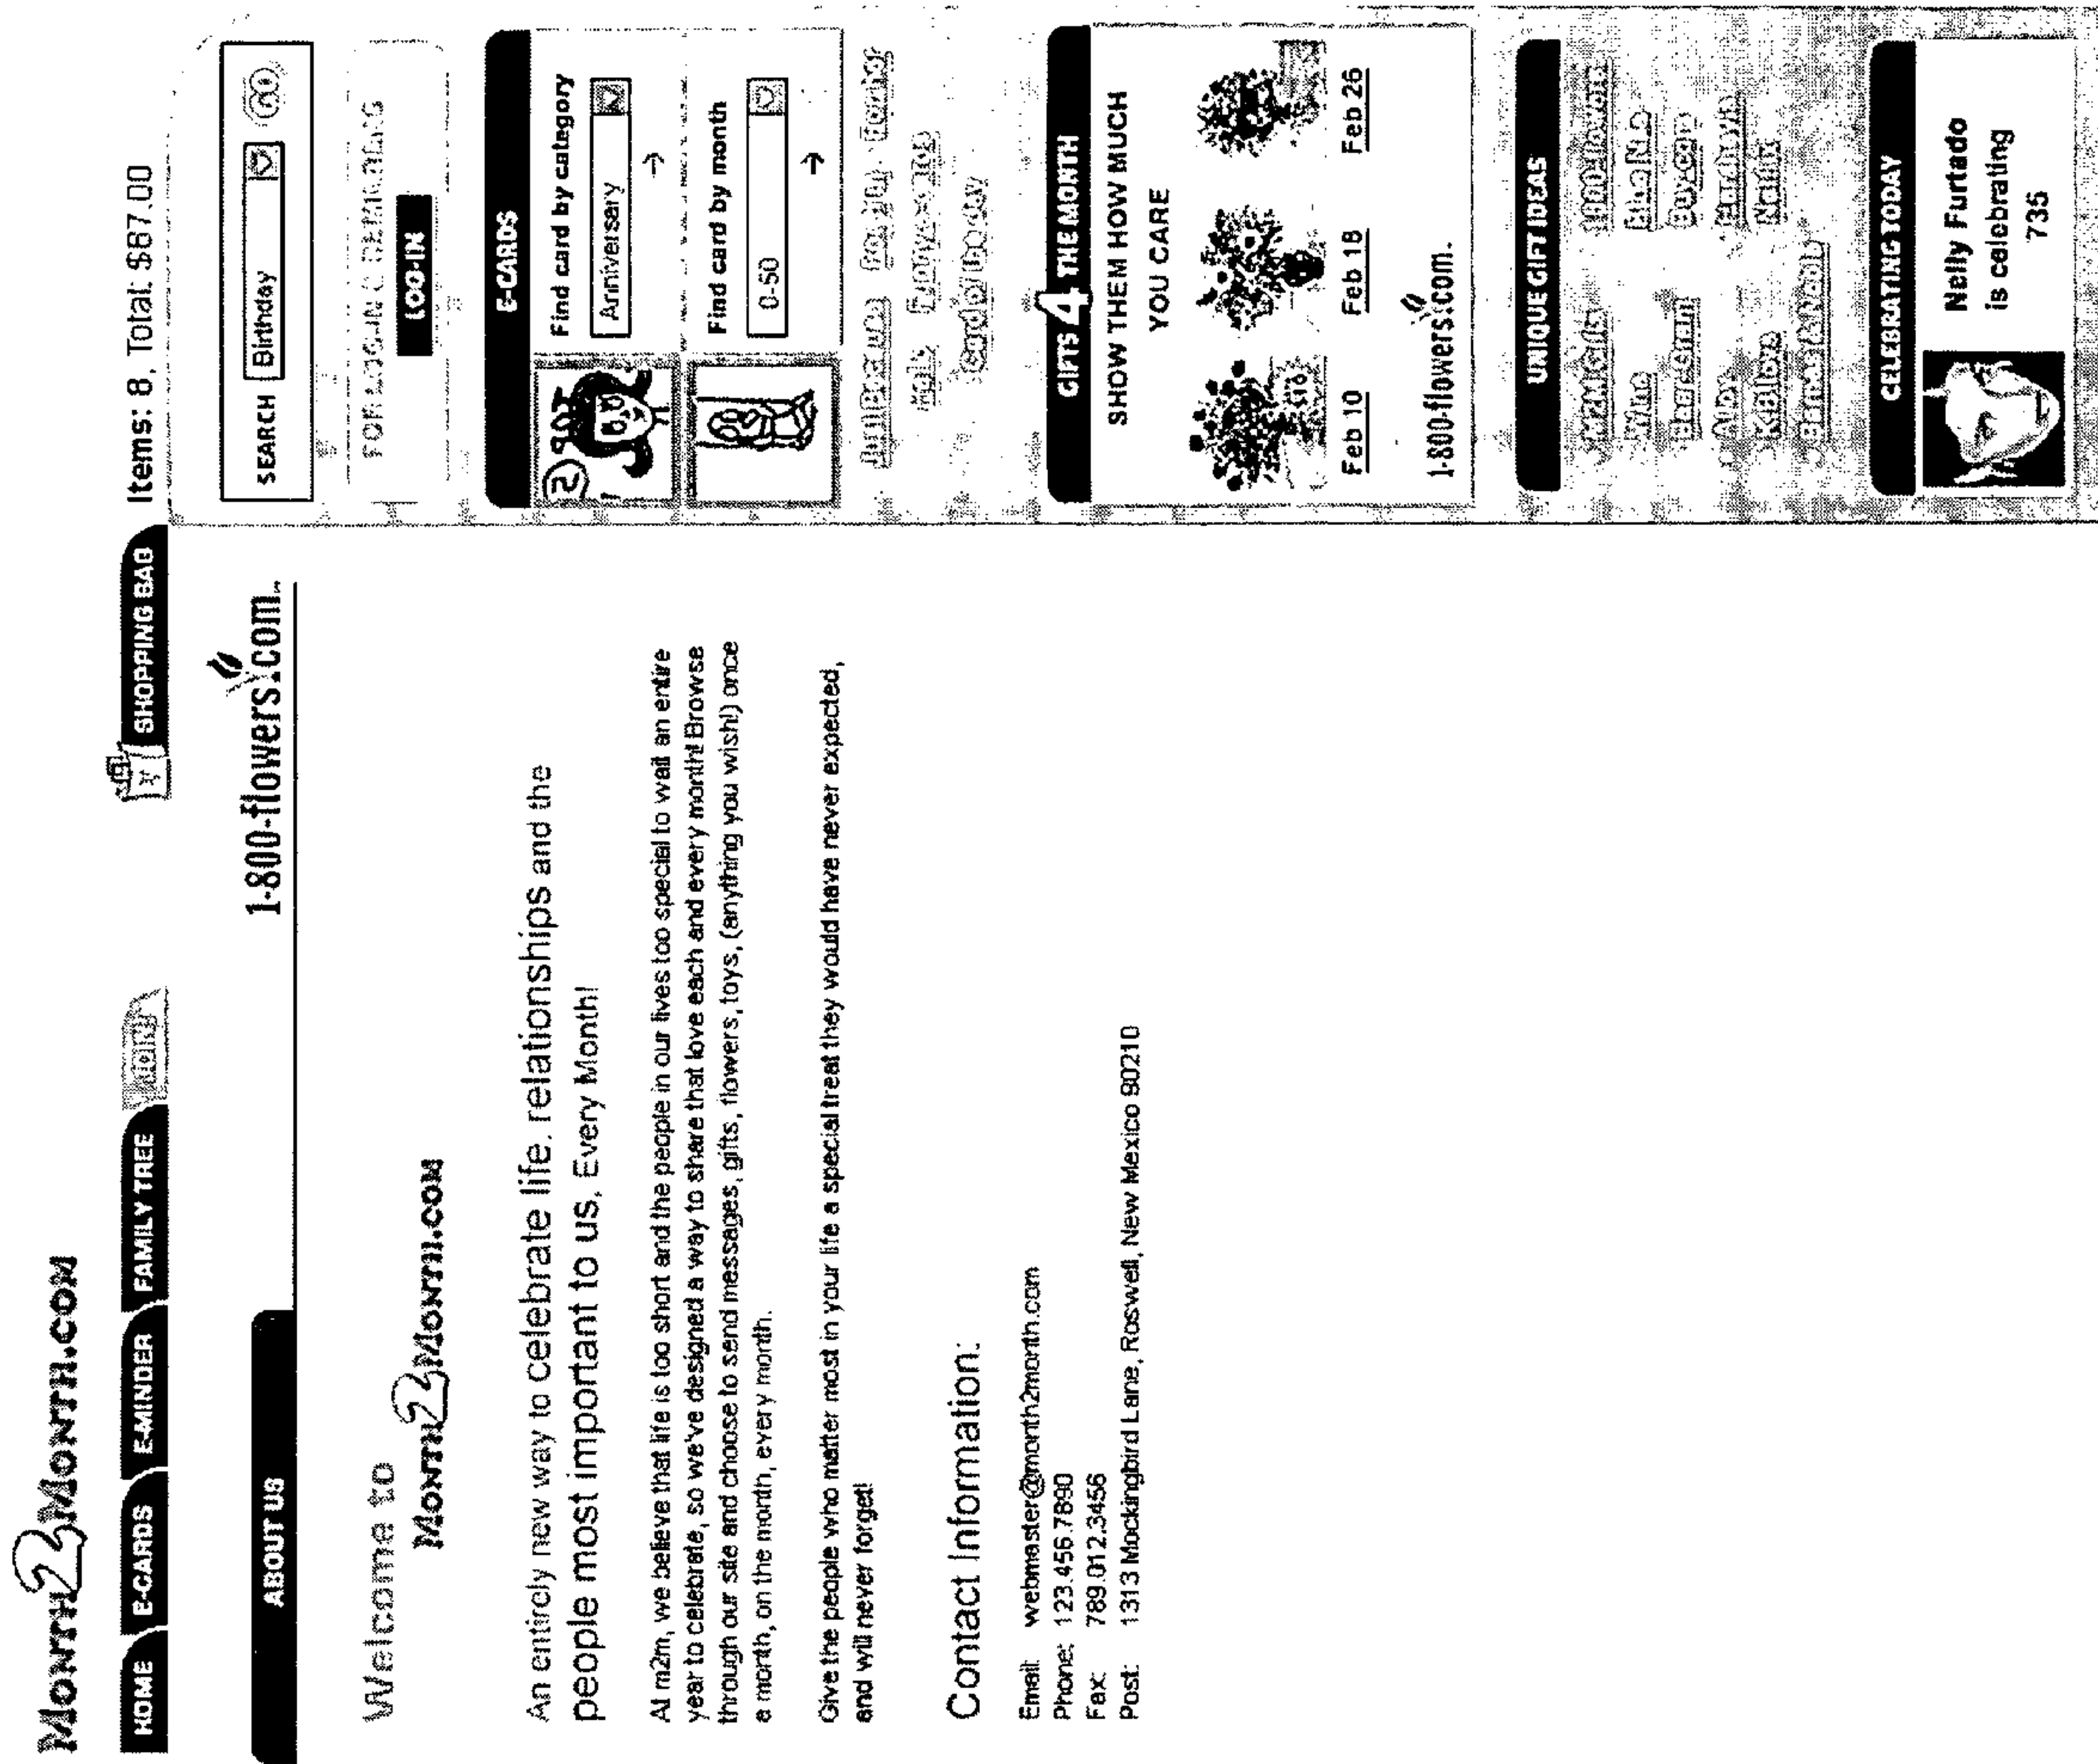 MONTH2MONTH.COM
HOME E-CARDS E-MINDER FAMILY TREE MONTH
SHOPPING BAG Items: 8, Total: $87.00
ABOUT US
1-800-flowers.com.
Welcome to
MONTH2MONTH.COM
An entirely new way to celebrate life, relationships and the
people most important to us, Every Month!
At m2m, we believe that life is too short and the people in our lives too special to wait an entire
year to celebrate, so we've designed a way to share that love each and every month! Browse
through our site and choose to send messages, gifts, flowers, toys, (anything you wish!) once
a month, on the month, every month.
Give the people who matter most in your life a special treat they would have never expected,
and will never forget!
Contact Information:
Email: webmaster@month2month.com
Phone: 123.456.7890
Fax: 789.012.3456
Post: 1313 Mockingbird Lane, Roswell, New Mexico 90210
SEARCH Birthday GO
LOG-IN
E-CARDS
Find card by category
Anniversary
Find card by month
0-50
GIFTS 4 THE MONTH
SHOW THEM HOW MUCH
YOU CARE
Feb 10 Feb 18 Feb 26
1-800-flowers.com.
UNIQUE GIFT IDEAS
M2M Gifts
Wine
CELEBRATING TODAY
Nelly Furtado
is celebrating
735